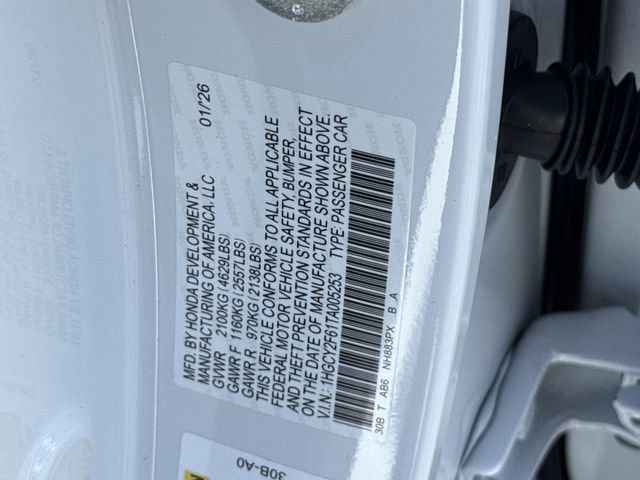 MFD. BY HONDA DEVELOPMENT &
MANUFACTURING OF AMERICA, LLC 01/26
GVWR 2100KG (4629LBS)
GAWR F 1160KG (2557LBS)
GAWR R 970KG (2138LBS)
THIS VEHICLE CONFORMS TO ALL APPLICABLE
FEDERAL MOTOR VEHICLE SAFETY, BUMPER,
AND THEFT PREVENTION STANDARDS IN EFFECT
ON THE DATE OF MANUFACTURE SHOWN ABOVE.
V.I.N.: 1HGCY2F61TA005253 TYPE: PASSENGER CAR
30B T AB6 NH883PX B A
30B-A0